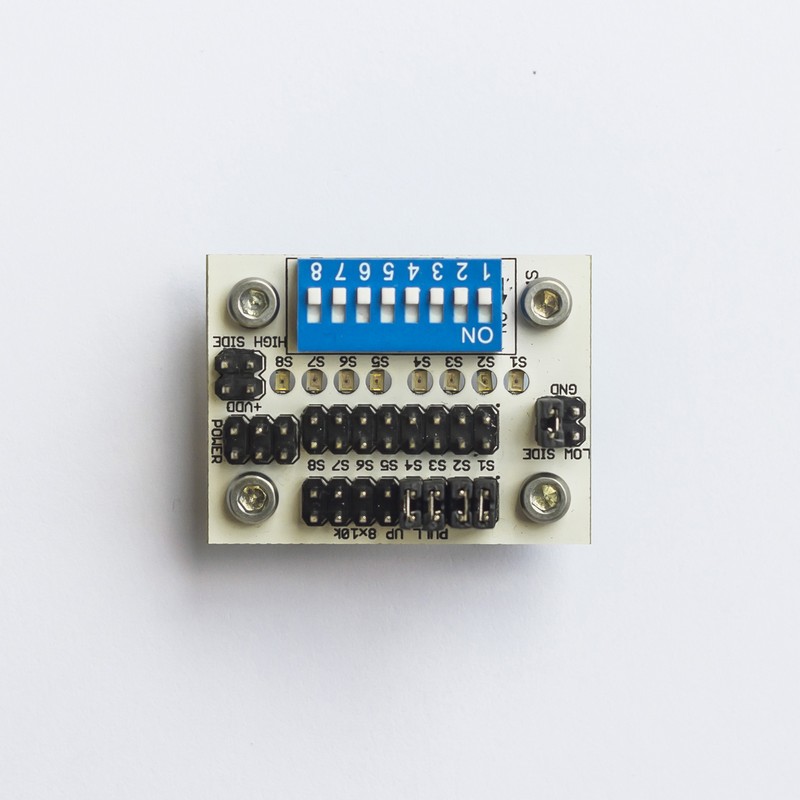 PULL UP 8x10k
S1 S2 S3 S4 S5 S6 S7 S8
LOW SIDE
POWER
GND
+VDD
S1 S2 S3 S4 S5 S6 S7 S8
HIGH SIDE
ON
1 2 3 4 5 6 7 8